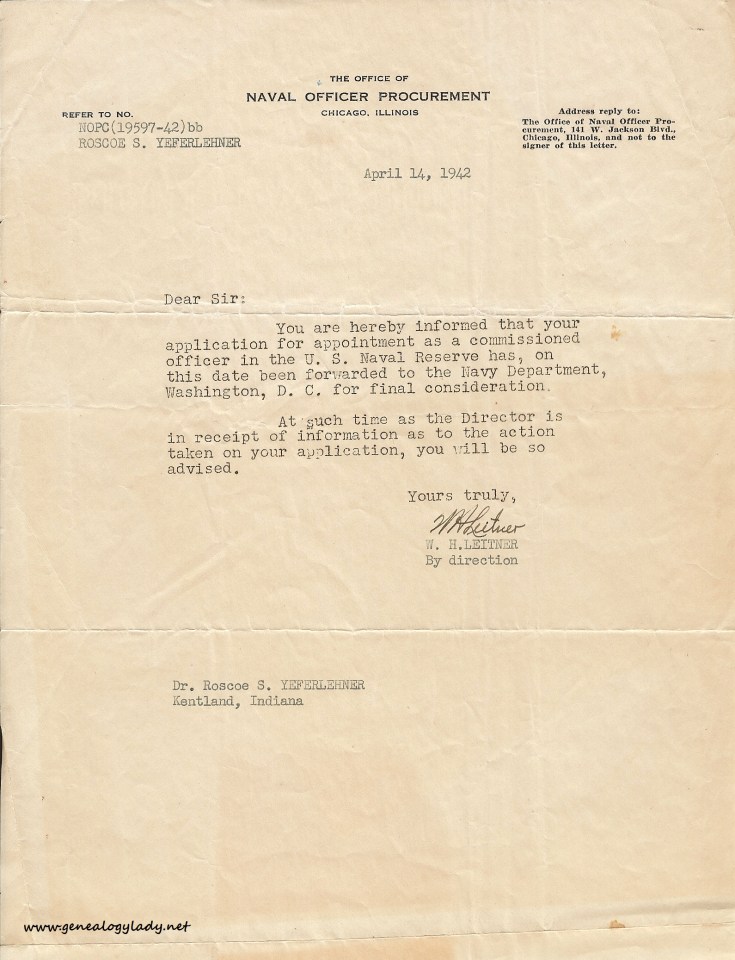 THE OFFICE OF
NAVAL OFFICER PROCUREMENT
CHICAGO, ILLINOIS
REFER TO NO.
NOPC(19597-42)bb
ROSCOE S. YEFERLEHNER
Address reply to:
The Office of Naval Officer Pro-
curement, 141 W. Jackson Blvd.,
Chicago, Illinois, and not to the
signer of this letter.
April 14, 1942
Dear Sir:
You are hereby informed that your
application for appointment as a commissioned
officer in the U. S. Naval Reserve has, on
this date been forwarded to the Navy Department,
Washington, D. C. for final consideration.
At such time as the Director is
in receipt of information as to the action
taken on your application, you will be so
advised.
Yours truly,
W H Leitner
W. H.LEITNER
By direction
Dr. Roscoe S. YEFERLEHNER
Kentland, Indiana
www.genealogylady.net